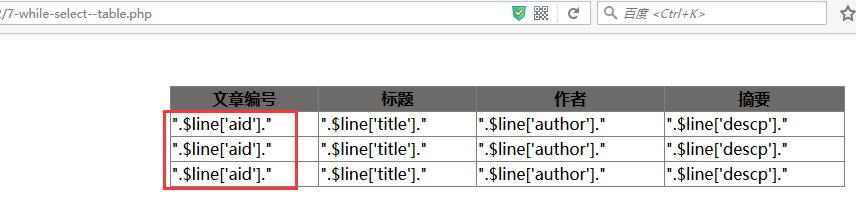 2/7-while-select--table.php
百度 <Ctrl+K>
文章编号 标题 作者 摘要
".$line['aid']." ".$line['title']." ".$line['author']." ".$line['descp']."
".$line['aid']." ".$line['title']." ".$line['author']." ".$line['descp']."
".$line['aid']." ".$line['title']." ".$line['author']." ".$line['descp']."